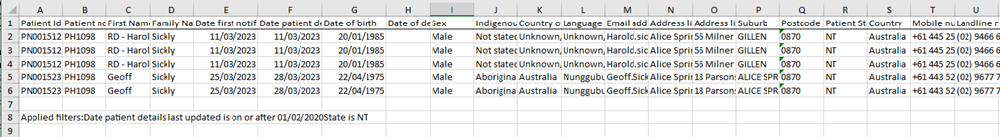 A B C D E F G H I J K L M N O P Q R S T U
1 Patient Id Patient no First Name Family Na Date first notif Date patient de Date of birth Date of de Sex Indigenou Country o Language Email add Address li Address li Suburb Postcode Patient St Country Mobile nu Landline r
2 PN001512 PH1098 RD - Harol Sickly 11/03/2023 11/03/2023 20/01/1985 Male Not stated Unknown, Unknown, Harold.sic Alice Spri 56 Milner GILLEN 0870 NT Australia +61 445 25 (02) 9466 6
3 PN001512 PH1098 RD - Harol Sickly 11/03/2023 11/03/2023 20/01/1985 Male Not stated Unknown, Unknown, Harold.sic Alice Spri 56 Milner GILLEN 0870 NT Australia +61 445 25 (02) 9466 6
4 PN001512 PH1098 RD - Harol Sickly 11/03/2023 11/03/2023 20/01/1985 Male Not stated Unknown, Unknown, Harold.sic Alice Spri 56 Milner GILLEN 0870 NT Australia +61 445 25 (02) 9466 6
5 PN001523 PH1098 Geoff Sickly 25/03/2023 28/03/2023 22/04/1975 Male Aborigina Australia Nunggubu Geoff.Sick Alice Spri 18 Parson ALICE SPR 0870 NT Australia +61 443 52 (02) 9677 7
6 PN001523 PH1098 Geoff Sickly 25/03/2023 28/03/2023 22/04/1975 Male Aborigina Australia Nunggubu Geoff.Sick Alice Spri 18 Parson ALICE SPR 0870 NT Australia +61 443 52 (02) 9677 7
7
8 Applied filters:Date patient details last updated is on or after 01/02/2020State is NT
9